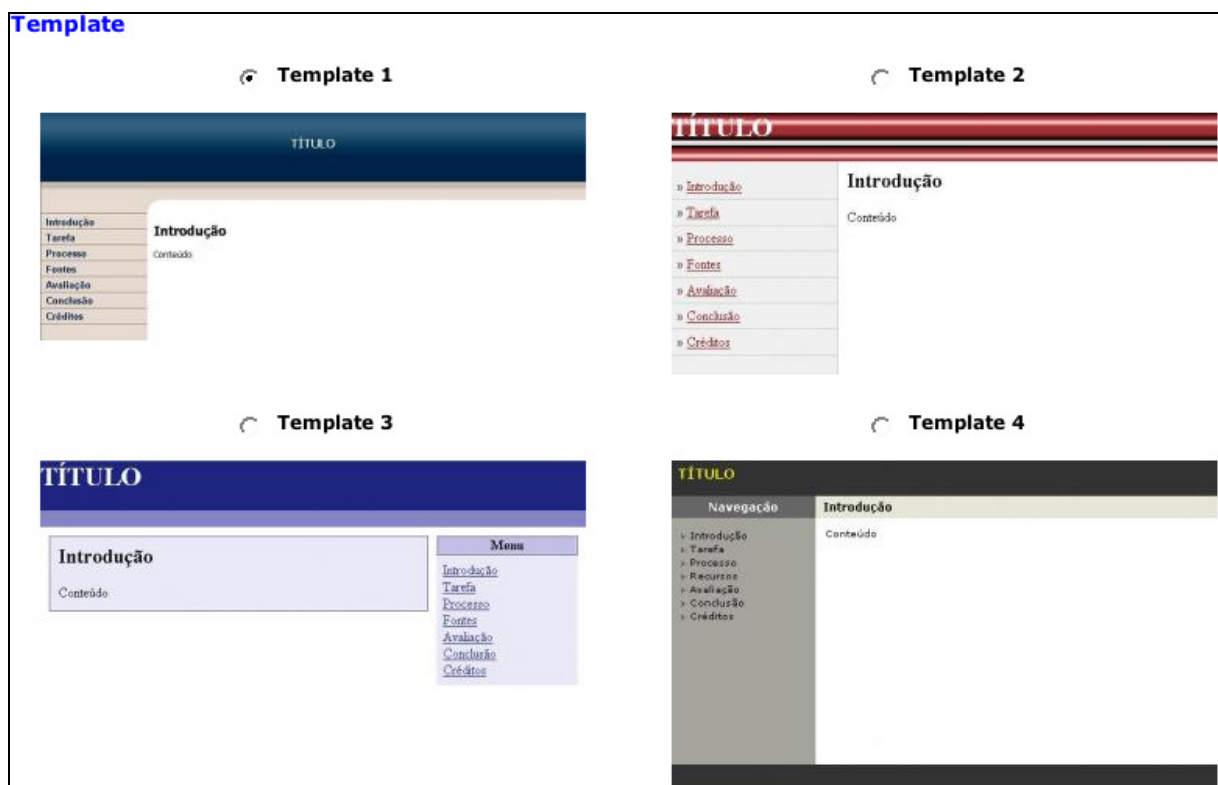 Template
Template 1
TÍTULO
Introdução
Tarefa
Processo
Fontes
Avaliação
Conclusão
Créditos
Introdução
Conteúdo
Template 2
TÍTULO
» Introdução
» Tarefa
» Processo
» Fontes
» Avaliação
» Conclusão
» Créditos
Introdução
Conteúdo
Template 3
TÍTULO
Introdução
Conteúdo
Menu
Introdução
Tarefa
Processo
Fontes
Avaliação
Conclusão
Créditos
Template 4
TÍTULO
Navegação
Introdução
Tarefa
Processo
Recursos
Avaliação
Conclusão
Créditos
Introdução
Conteúdo